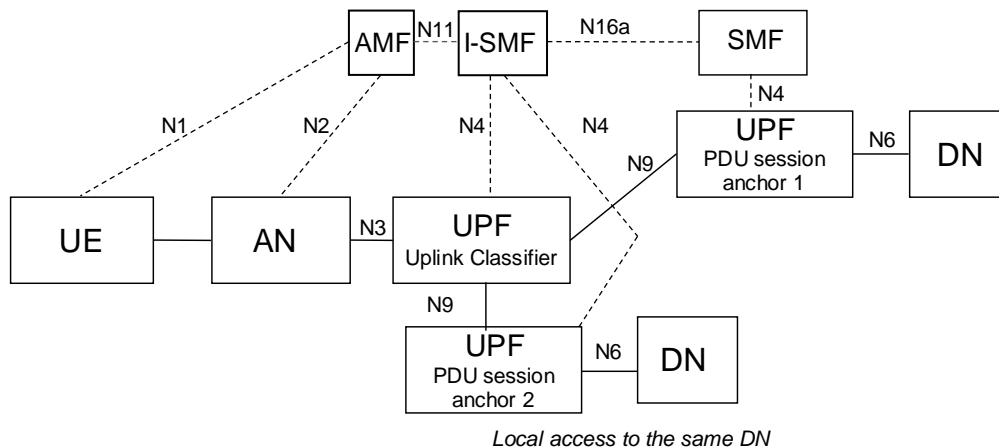 N11
N16a
AMF
I-SMF
SMF
N4
N1
N2
N4
N4
UPF
PDU session
anchor 1
N6
DN
N9
UE
AN
N3
UPF
Uplink Classifier
N9
UPF
PDU session
anchor 2
N6
DN
Local access to the same DN